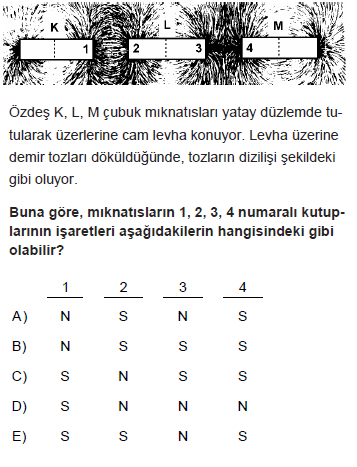 K L M
1 2 3 4
Özdeş K, L, M çubuk mıknatısları yatay düzlemde tu-
tularak üzerlerine cam levha konuyor. Levha üzerine
demir tozları döküldüğünde, tozların dizilişi şekildeki
gibi oluyor.
Buna göre, mıknatısların 1, 2, 3, 4 numaralı kutup-
larının işaretleri aşağıdakilerin hangisindeki gibi
olabilir?
1 2 3 4
A) N S N S
B) N S S S
C) S N S S
D) S N N N
E) S S N S